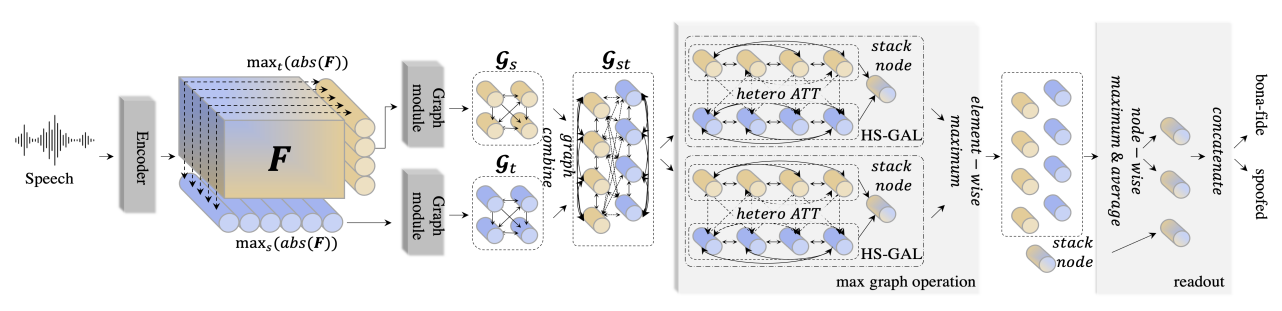 Speech
Encoder
max_t(abs(F))
F
max_s(abs(F))
Graph
module
Graph
module
G_s
G_t
graph
combine
G_st
stack
node
hetero ATT
HS-GAL
stack
node
hetero ATT
HS-GAL
element-wise
maximum
max graph operation
stack
node
node-wise
maximum & average
concatenate
readout
bona-fide
spoofed